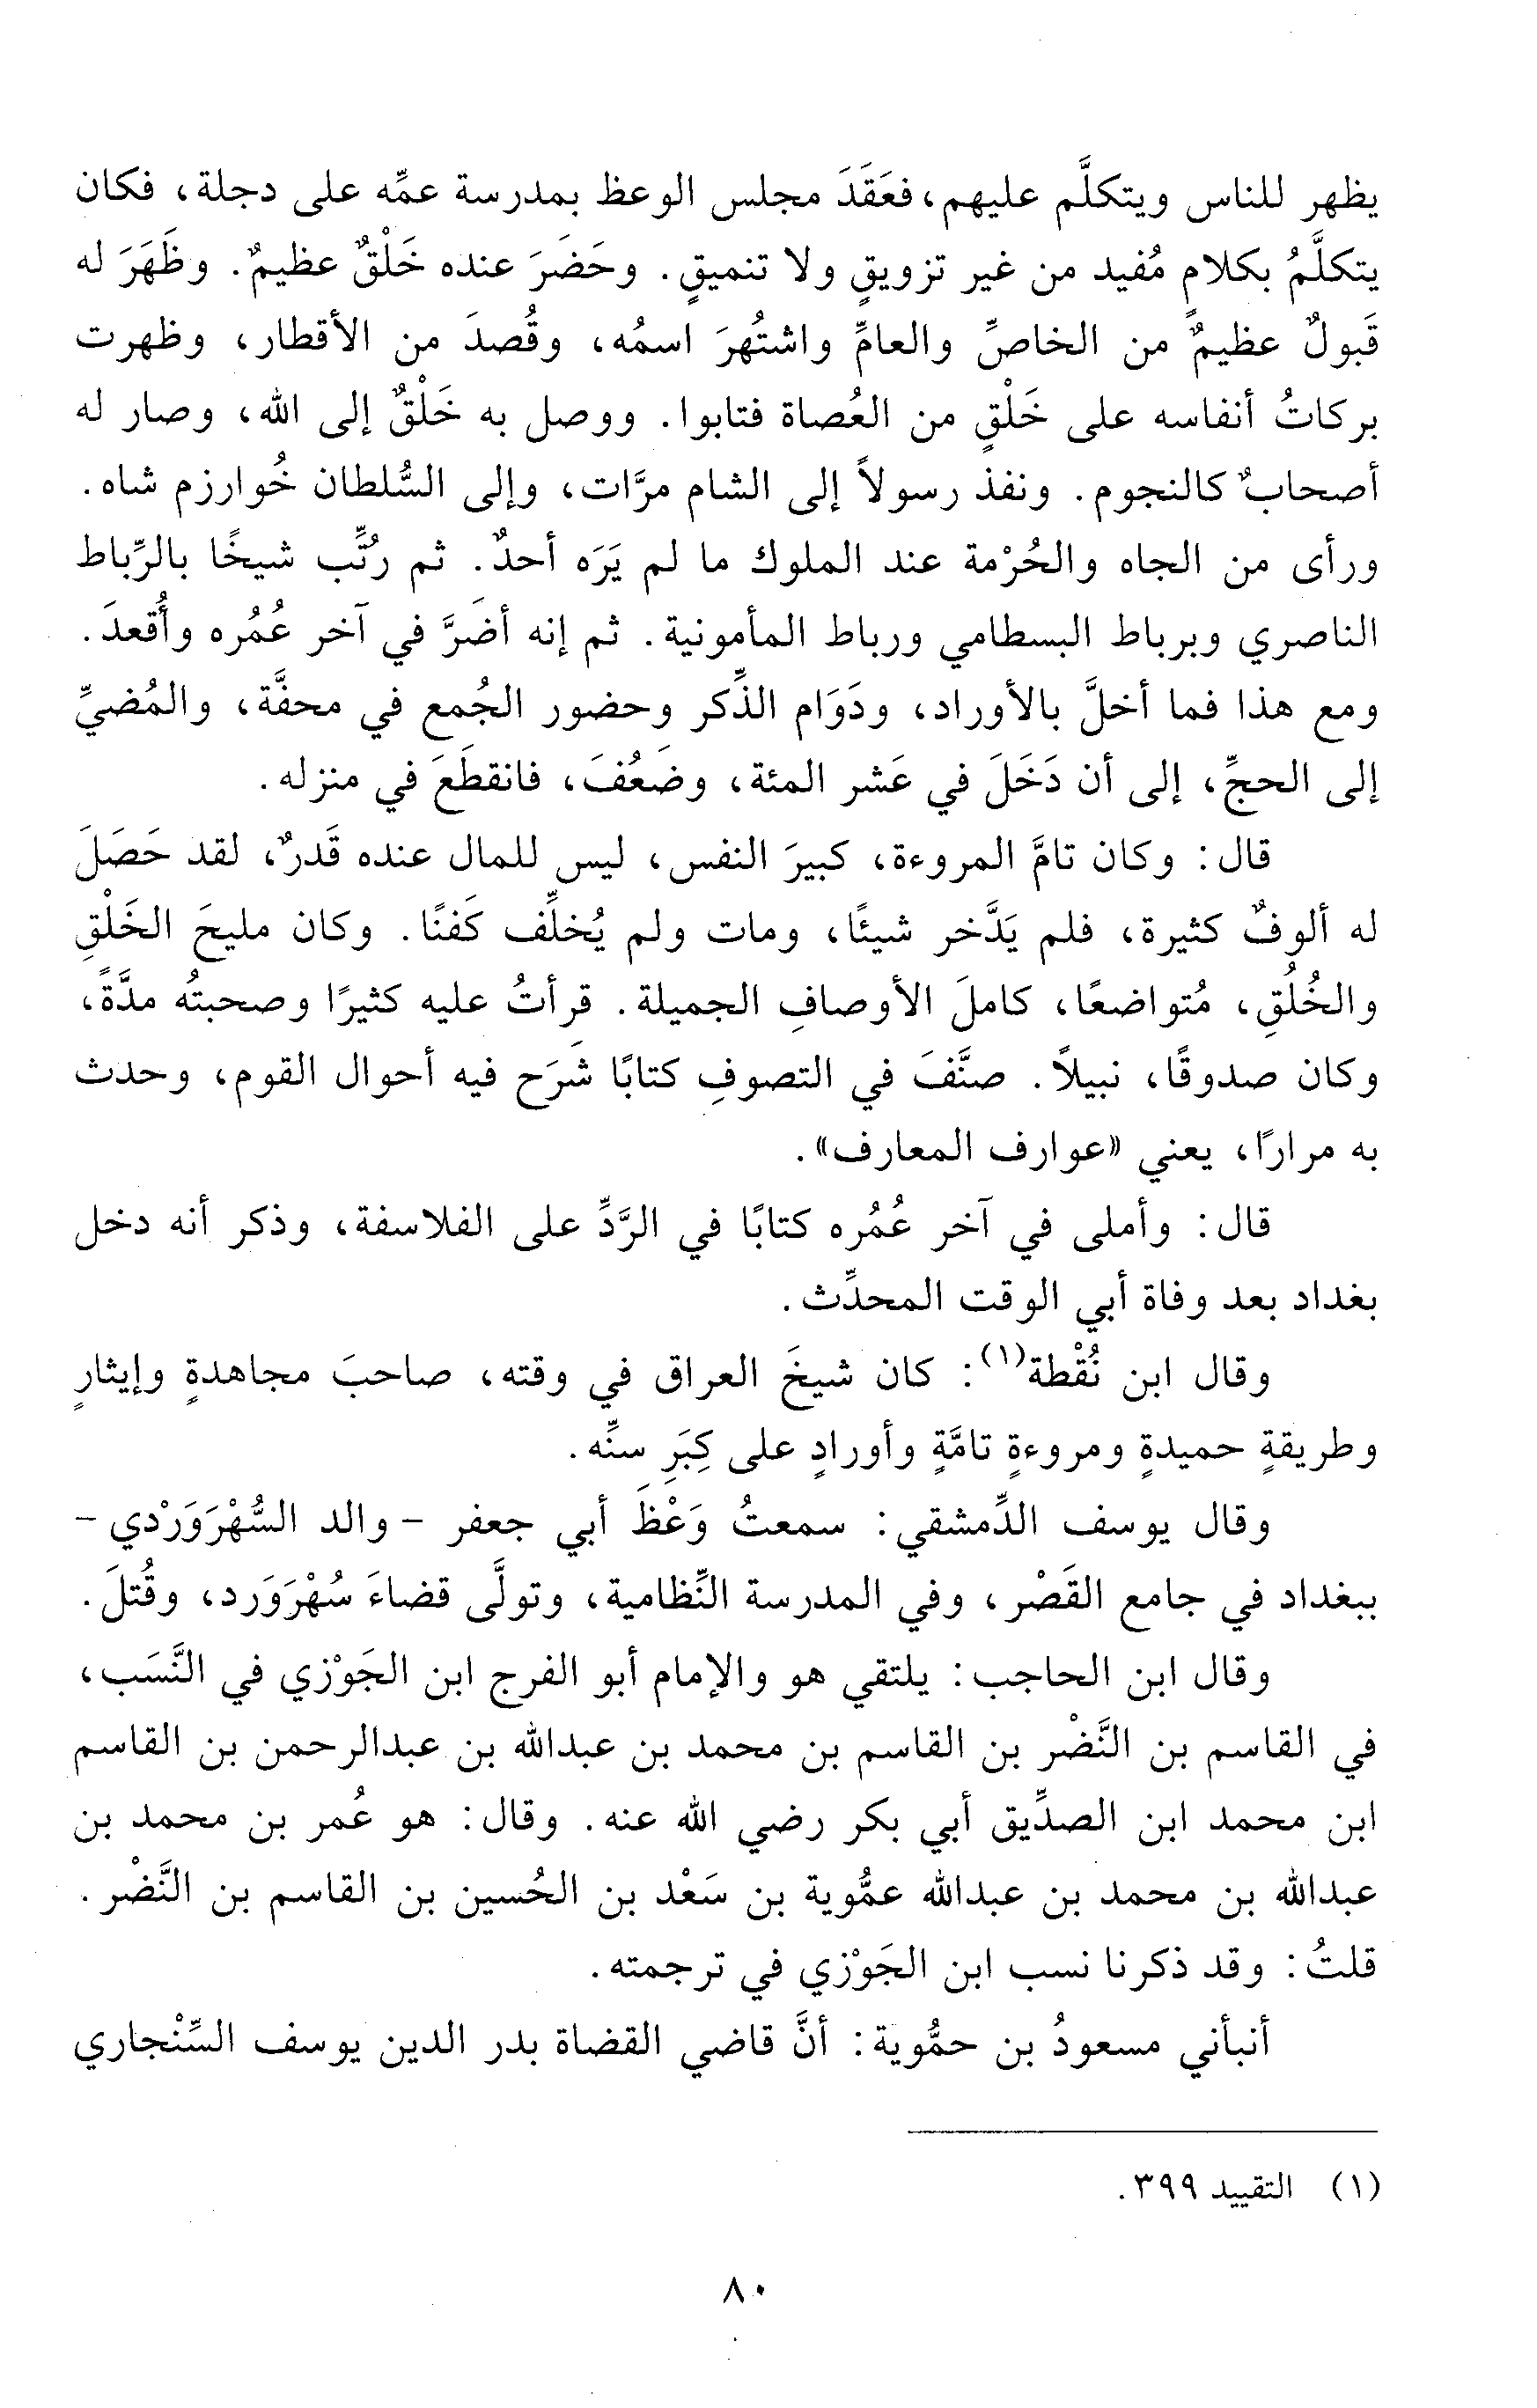 يظهر للناس ويتكلَّم عليهم، فعَقَدَ مجلس الوعظ بمدرسة عمِّه على دجلة، فكان
يتكلَّمُ بكلامٍ مُفيد من غير تزويقٍ ولا تنميقٍ. وحَضَرَ عنده خَلْقٌ عظيمٌ. وظَهَرَ له
قَبولٌ عظيمٌ من الخاصِّ والعامِّ واشتُهرَ اسمُه، وقُصدَ من الأقطار، وظهرت
بركاتُ أنفاسه على خَلْقٍ من العُصاة فتابوا. ووصل به خَلْقٌ إلى الله، وصار له
أصحابٌ كالنجوم. ونفذ رسولاً إلى الشام مرَّات، وإلى السُّلطان خُوارزم شاه.
ورأى من الجاه والحُرْمة عند الملوك ما لم يَرَه أحدٌ. ثم رُتِّب شيخًا بالرِّباط
الناصري وبرباط البسطامي ورباط المأمونية. ثم إنه أضَرَّ في آخر عُمُره وأُقعدَ.
ومع هذا فما أخلَّ بالأوراد، ودَوَام الذِّكر وحضور الجُمع في محفَّة، والمُضيِّ
إلى الحجِّ، إلى أن دَخَلَ في عَشر المئة، وضَعُفَ، فانقطَعَ في منزله.
قال: وكان تامَّ المروءة، كبيرَ النفس، ليس للمال عنده قَدرٌ، لقد حَصَلَ
له ألوفٌ كثيرة، فلم يَدَّخر شيئًا، ومات ولم يُخلِّف كَفنًا. وكان مليحَ الخَلْقِ
والخُلُقِ، مُتواضعًا، كاملَ الأوصافِ الجميلة. قرأتُ عليه كثيرًا وصحبتُه مدَّةً،
وكان صدوقًا، نبيلاً. صنَّفَ في التصوفِ كتابًا شَرَح فيه أحوال القوم، وحدث
به مرارًا، يعني «عوارف المعارف».
قال: وأملى في آخر عُمُره كتابًا في الرَّدِّ على الفلاسفة، وذكر أنه دخل
بغداد بعد وفاة أبي الوقت المحدِّث.
وقال ابن نُقْطة(١): كان شيخَ العراق في وقته، صاحبَ مجاهدةٍ وإيثارٍ
وطريقةٍ حميدةٍ ومروءةٍ تامَّةٍ وأورادٍ على كِبَرِ سنِّه.
وقال يوسف الدِّمشقي: سمعتُ وَعْظَ أبي جعفر - والد السُّهْرَوَرْدي -
ببغداد في جامع القَصْر، وفي المدرسة النِّظامية، وتولَّى قضاءَ سُهْرَوَرد، وقُتلَ.
وقال ابن الحاجب: يلتقي هو والإمام أبو الفرج ابن الجَوْزي في النَّسَب،
في القاسم بن النَّضْر بن القاسم بن محمد بن عبدالله بن عبدالرحمن بن القاسم
ابن محمد ابن الصدِّيق أبي بكر رضي الله عنه. وقال: هو عُمر بن محمد بن
عبدالله بن محمد بن عبدالله عمُّوية بن سَعْد بن الحُسين بن القاسم بن النَّضْر.
قلتُ: وقد ذكرنا نسب ابن الجَوْزي في ترجمته.
أنبأني مسعودُ بن حمُّوية: أنَّ قاضي القضاة بدر الدين يوسف السِّنْجاري
(١) التقييد ٣٩٩.
٨٠